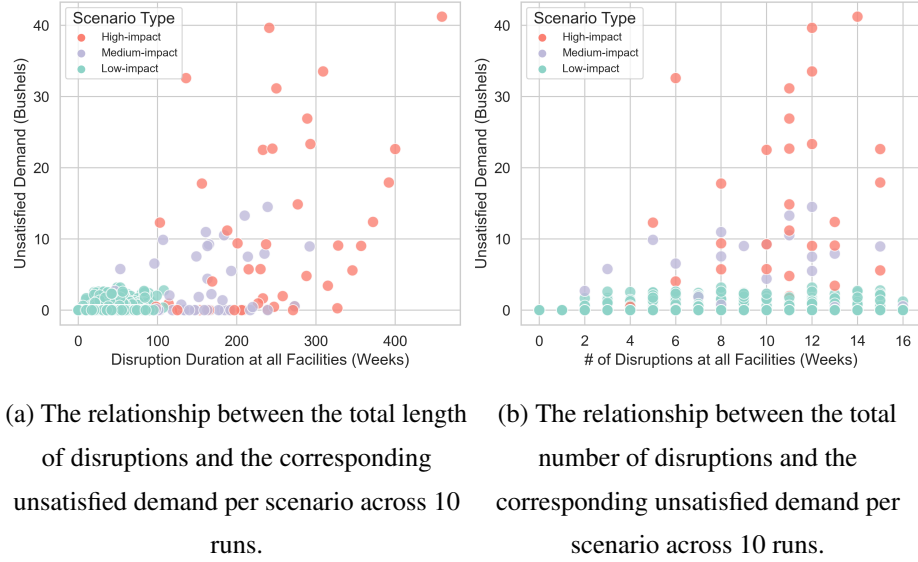 Scenario Type
High-impact
Medium-impact
Low-impact
Unsatisfied Demand (Bushels)
40
30
20
10
0
0 100 200 300 400
Disruption Duration at all Facilities (Weeks)
Scenario Type
High-impact
Medium-impact
Low-impact
Unsatisfied Demand (Bushels)
40
30
20
10
0
0 2 4 6 8 10 12 14 16
# of Disruptions at all Facilities (Weeks)
(a) The relationship between the total length
of disruptions and the corresponding
unsatisfied demand per scenario across 10
runs.
(b) The relationship between the total
number of disruptions and the
corresponding unsatisfied demand per
scenario across 10 runs.